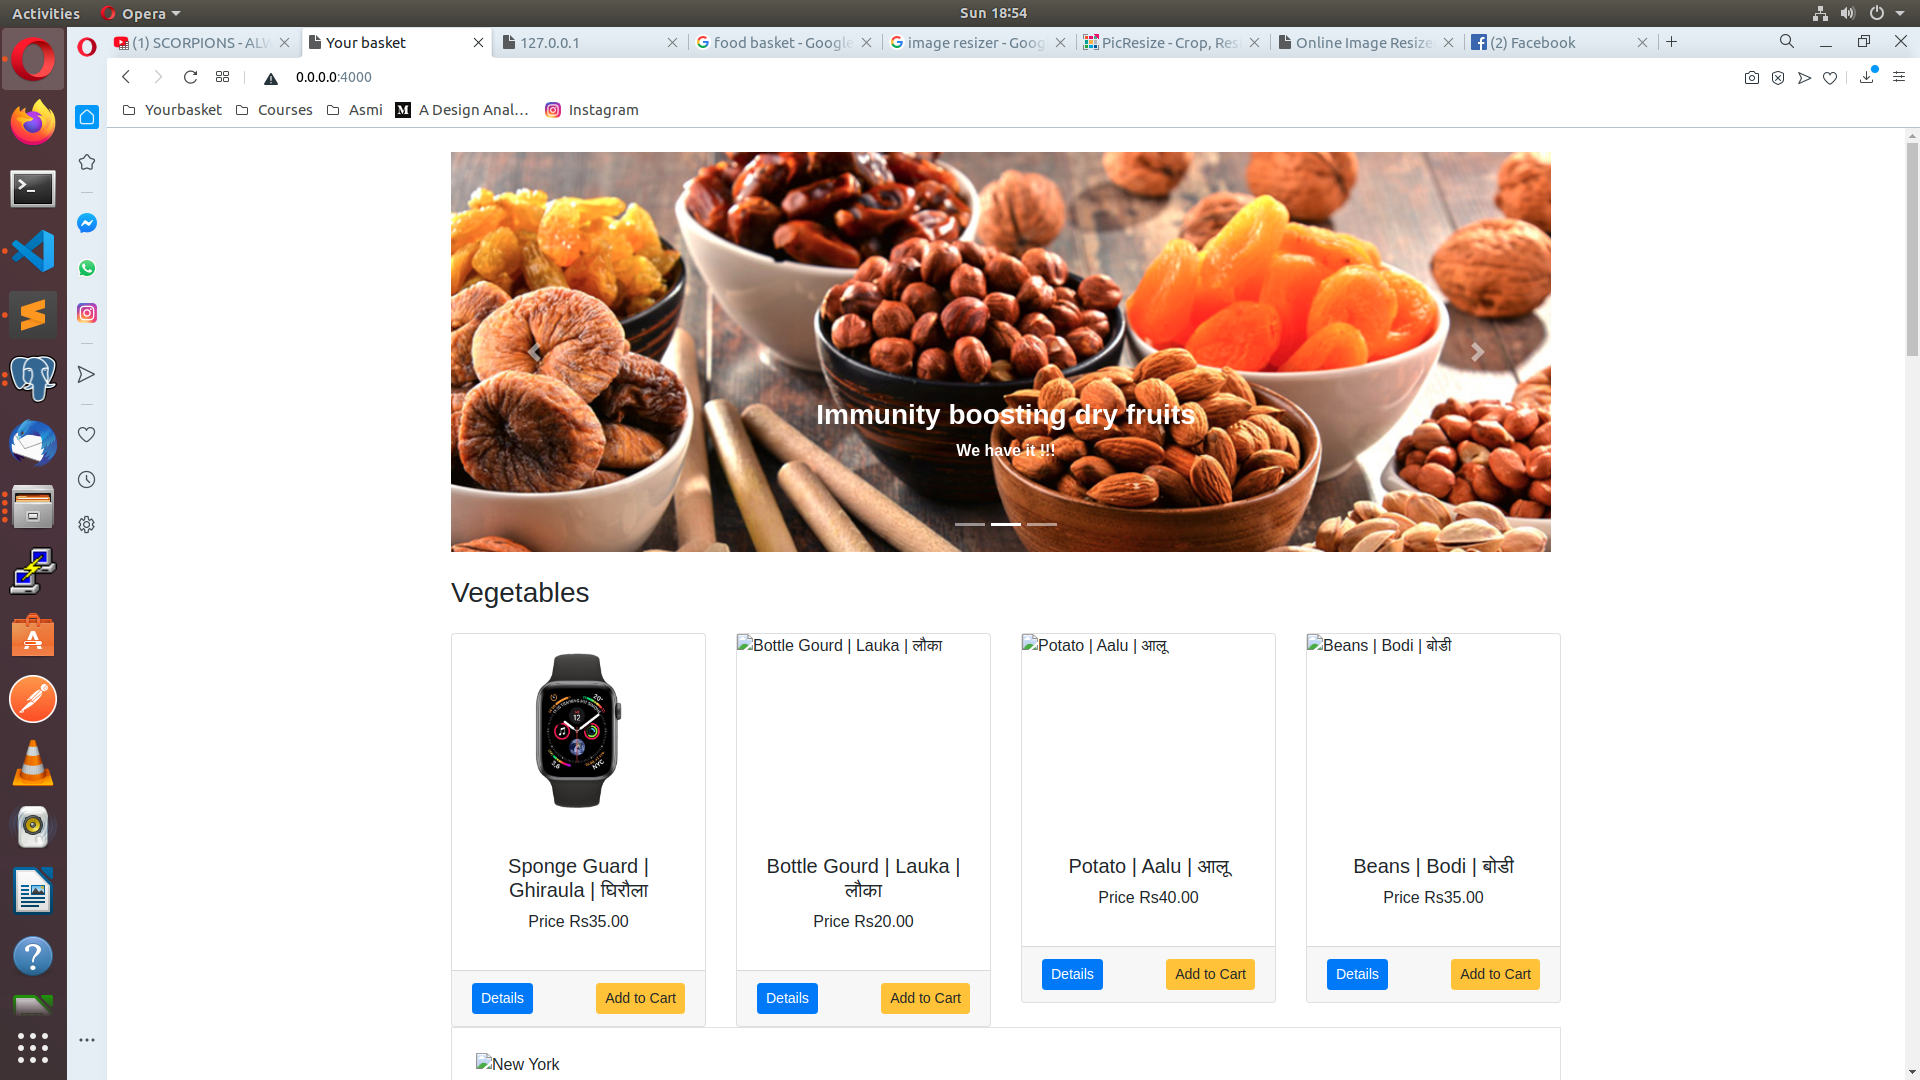 Activities
Opera
Sun 18:54
(1) SCORPIONS - ALW
Your basket
127.0.0.1
food basket - Google
image resizer - Goog
PicResize - Crop, Res
Online Image Resize
(2) Facebook
0.0.0.0:4000
Yourbasket
Courses
Asmi
A Design Anal…
Instagram
Immunity boosting dry fruits
We have it !!!
Vegetables
Bottle Gourd | Lauka | लौका
Potato | Aalu | आलू
Beans | Bodi | बोडी
Sponge Guard |
Ghiraula | घिरौला
Price Rs35.00
Details
Add to Cart
Bottle Gourd | Lauka |
लौका
Price Rs20.00
Details
Add to Cart
Potato | Aalu | आलू
Price Rs40.00
Details
Add to Cart
Beans | Bodi | बोडी
Price Rs35.00
Details
Add to Cart
New York